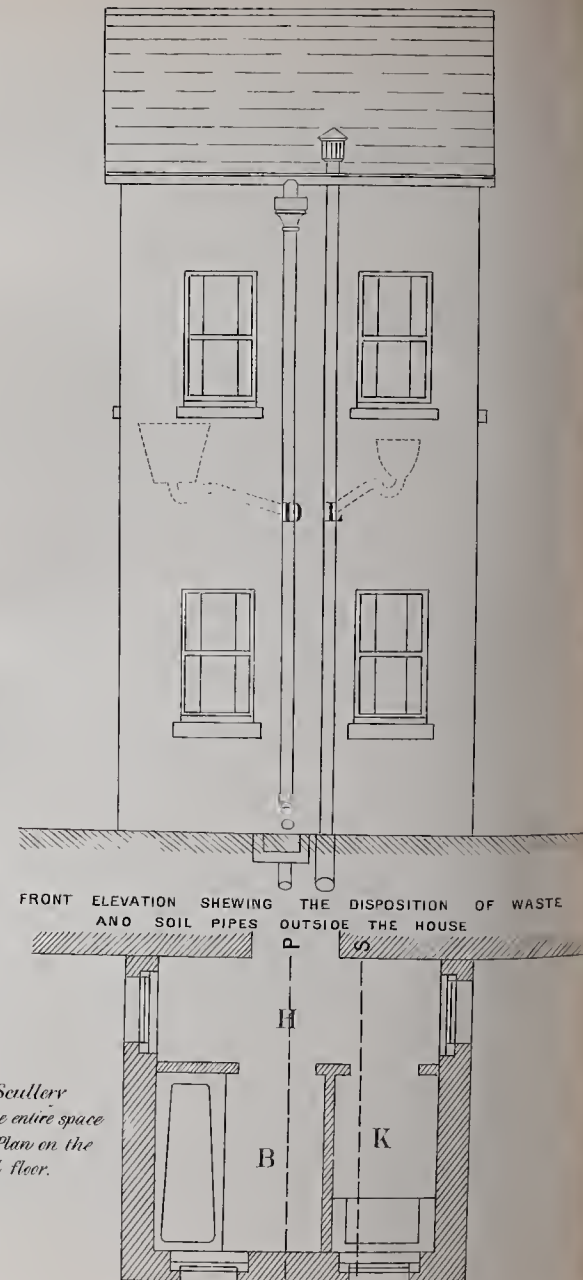 D L
FRONT ELEVATION SHEWING THE DISPOSITION OF WASTE
AND SOIL PIPES OUTSIDE THE HOUSE
P S
H
Scullery
e entire space
Plan on the
floor.
B K